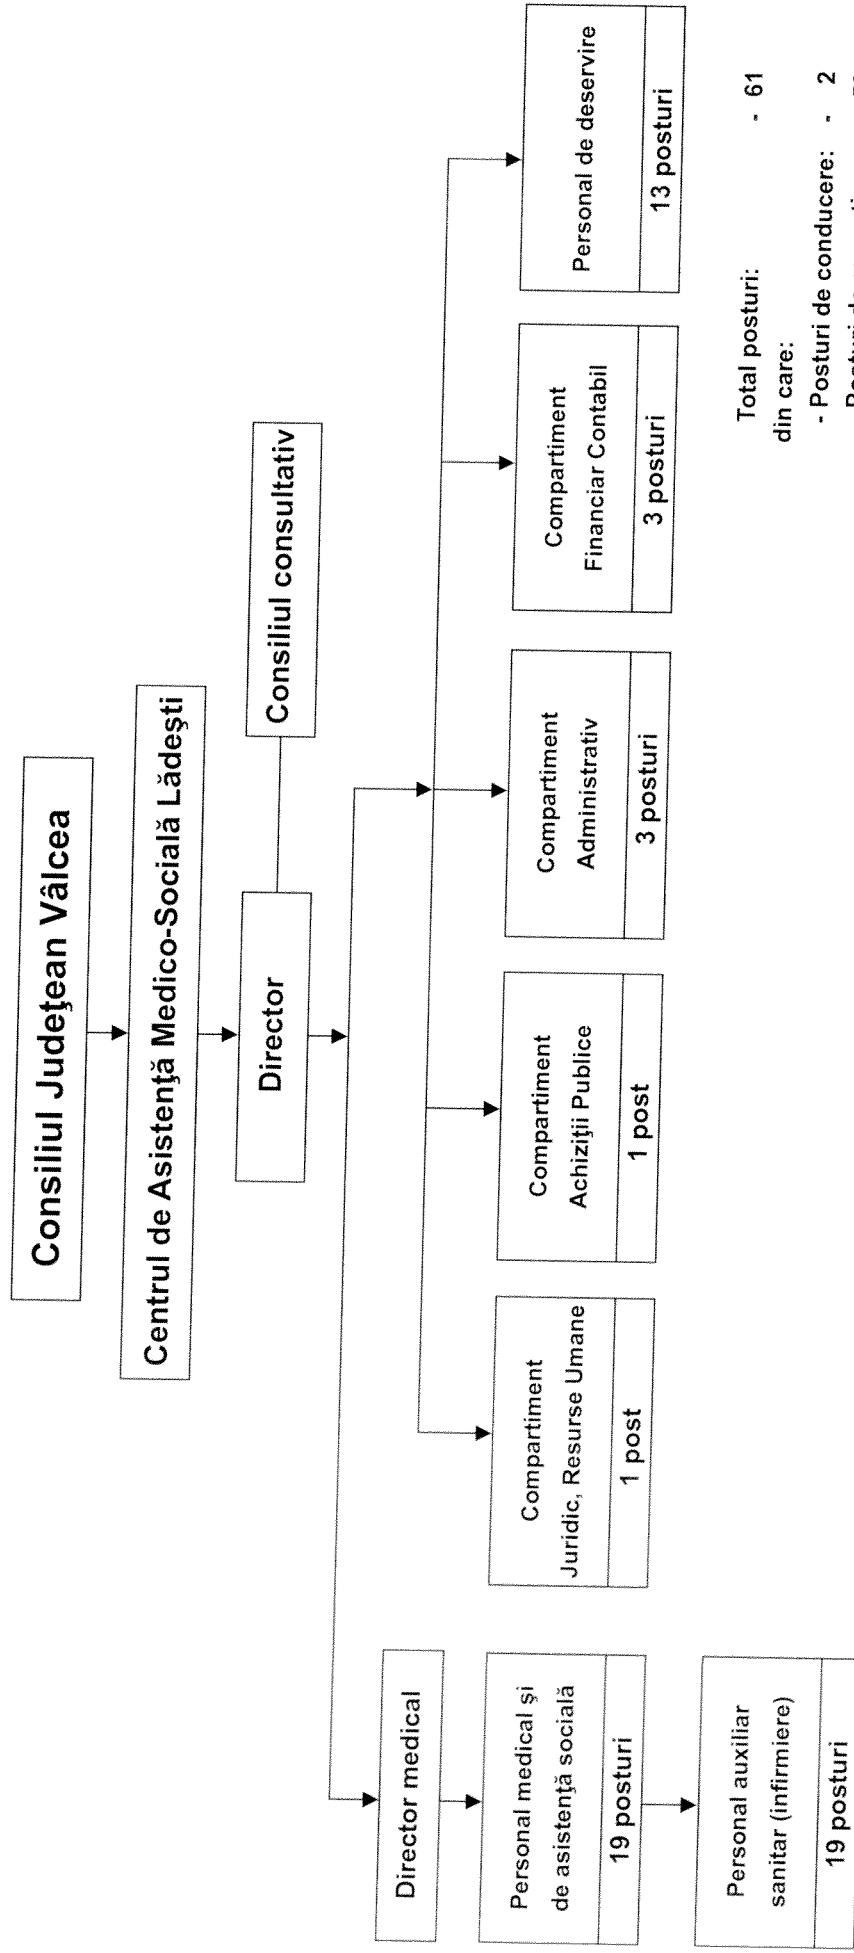 Consiliul Judeţean Vâlcea
Centrul de Asistenţă Medico-Socială Lădeşti
Director
Consiliul consultativ
Director medical
Personal medical şi
de asistenţă socială
19 posturi
Personal auxiliar
sanitar (infirmiere)
19 posturi
Compartiment
Juridic, Resurse Umane
1 post
Compartiment
Achiziţii Publice
1 post
Compartiment
Administrativ
3 posturi
Compartiment
Financiar Contabil
3 posturi
Personal de deservire
13 posturi
Total posturi: - 61
din care:
- Posturi de conducere: - 2